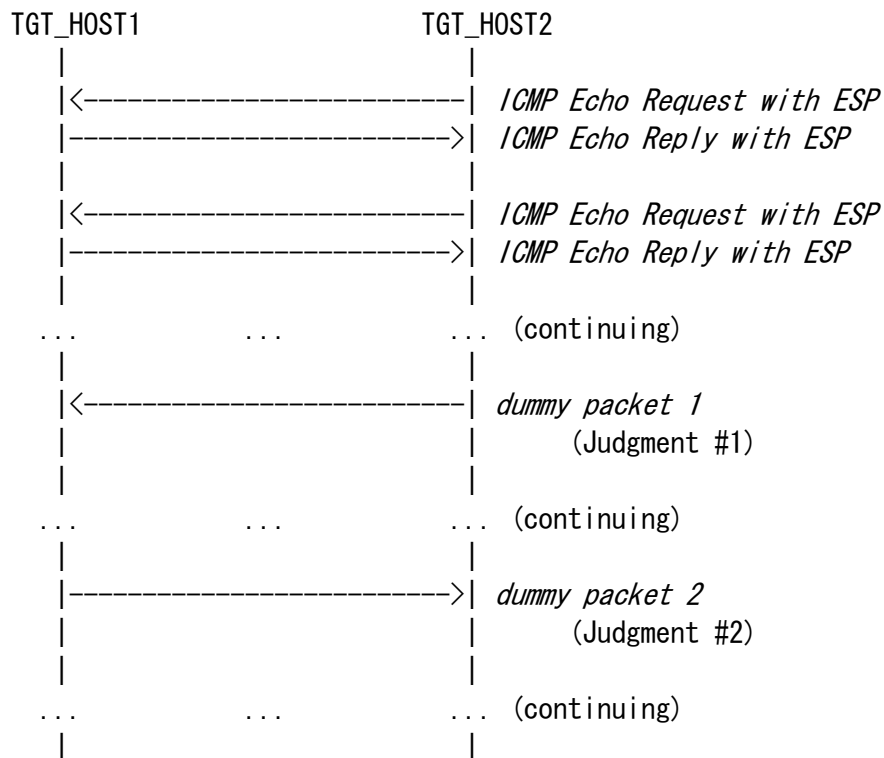 TGT_HOST1 TGT_HOST2
| |
|<--------------------------| ICMP Echo Request with ESP
|-------------------------->| ICMP Echo Reply with ESP
| |
|<--------------------------| ICMP Echo Request with ESP
|-------------------------->| ICMP Echo Reply with ESP
| |
... ... ... (continuing)
| |
|<--------------------------| dummy packet 1
| | (Judgment #1)
| |
... ... ... (continuing)
| |
|-------------------------->| dummy packet 2
| | (Judgment #2)
| |
... ... ... (continuing)
| |